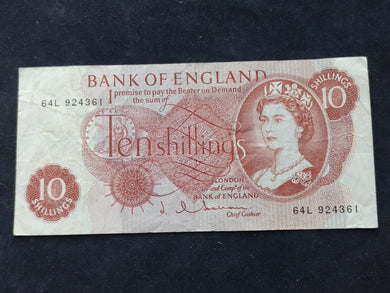 BANK OF ENGLAND
64L 924361
I promise to pay the Bearer on Demand
the sum of
10
SHILLINGS
Ten shillings
LONDON
For the Gov.r and Comp.a of the
BANK OF ENGLAND
10
SHILLINGS
Chief Cashier
64L 924361